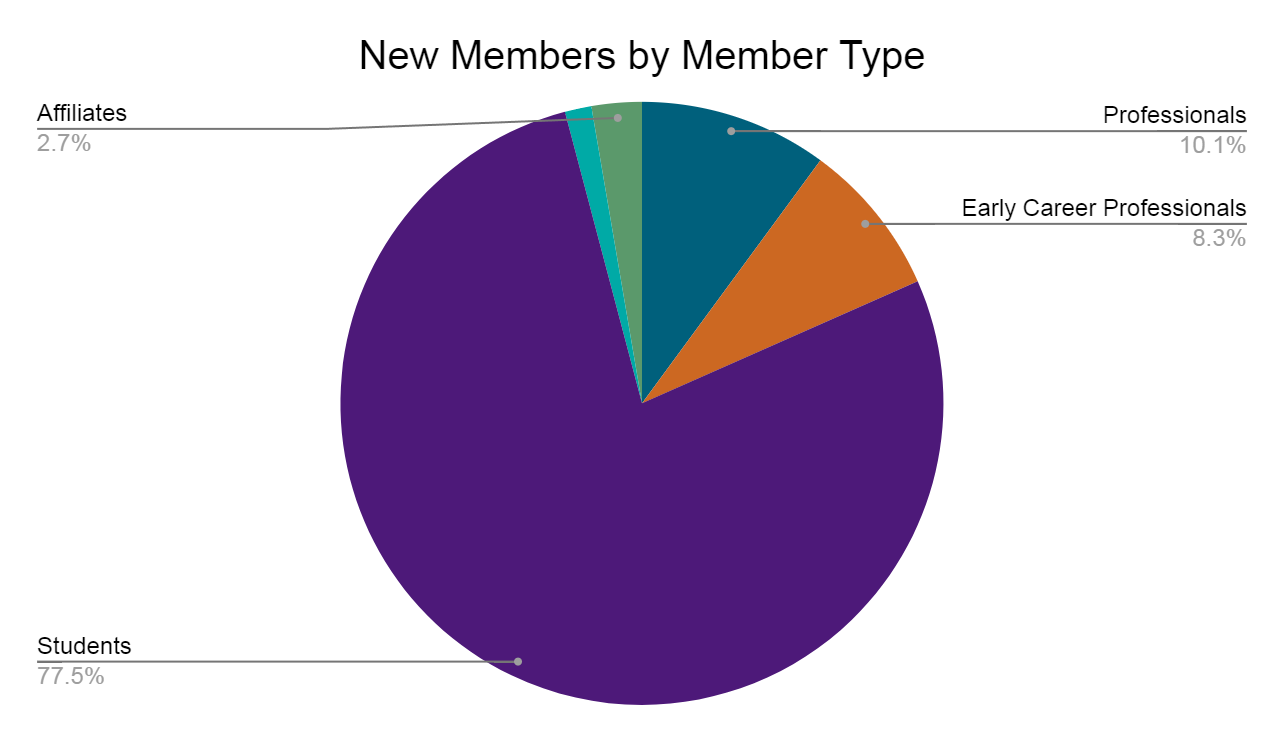 New Members by Member Type
Affiliates
2.7%
Professionals
10.1%
Early Career Professionals
8.3%
Students
77.5%